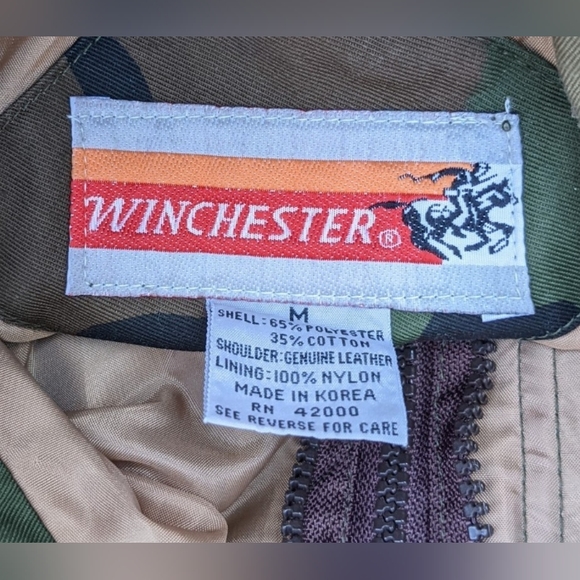 WINCHESTER®
M
SHELL:65% POLYESTER
35% COTTON
SHOULDER:GENUINE LEATHER
LINING:100% NYLON
MADE IN KOREA
RN 42000
SEE REVERSE FOR CARE